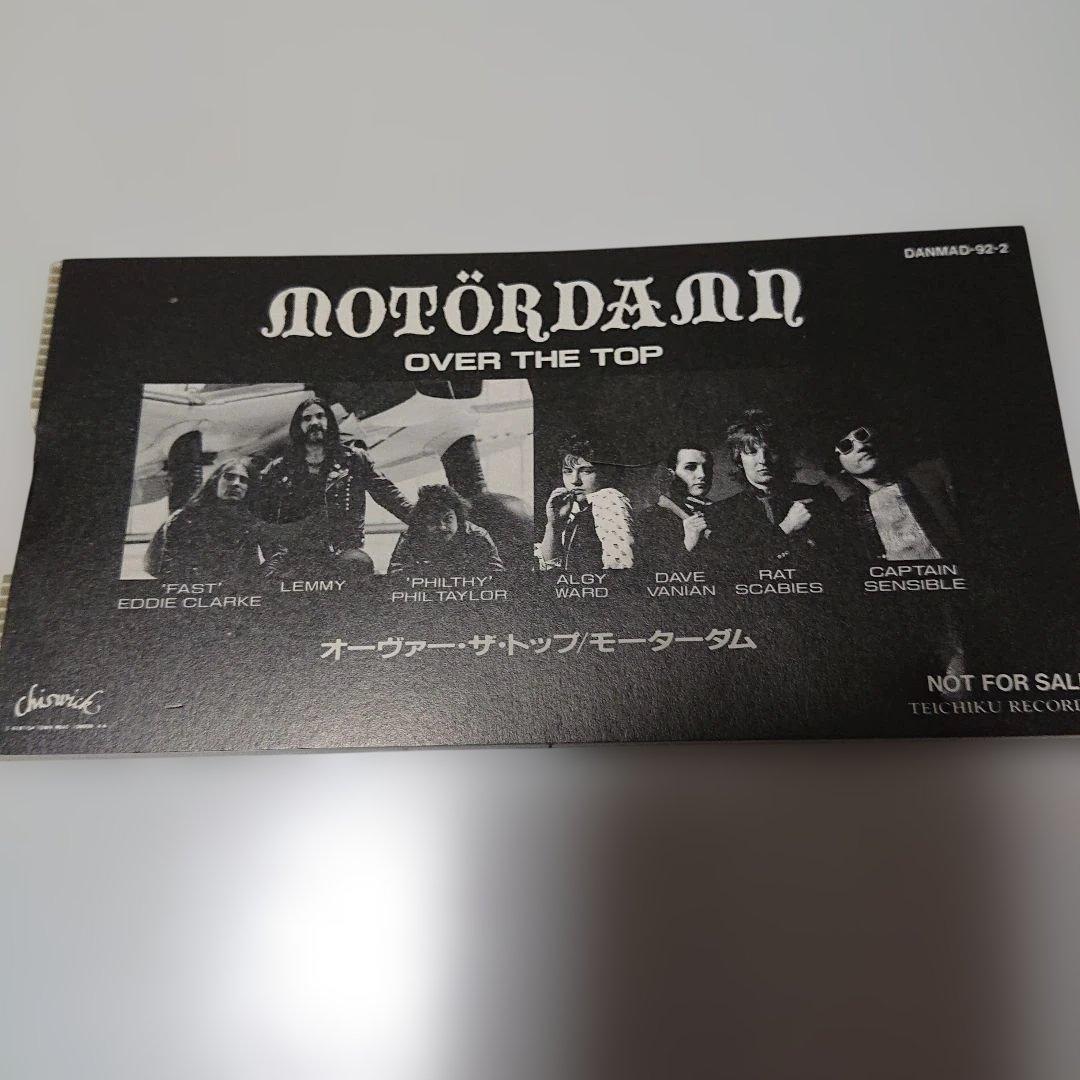 DANMAD-92-2
MOTÖRDAMN
OVER THE TOP
'FAST'
EDDIE CLARKE
LEMMY
'PHILTHY'
PHIL TAYLOR
ALGY
WARD
DAVE
VANIAN
RAT
SCABIES
CAPTAIN
SENSIBLE
オーヴァー・ザ・トップ/モーターダム
Chiswick
NOT FOR SAL
TEICHIKU RECORD